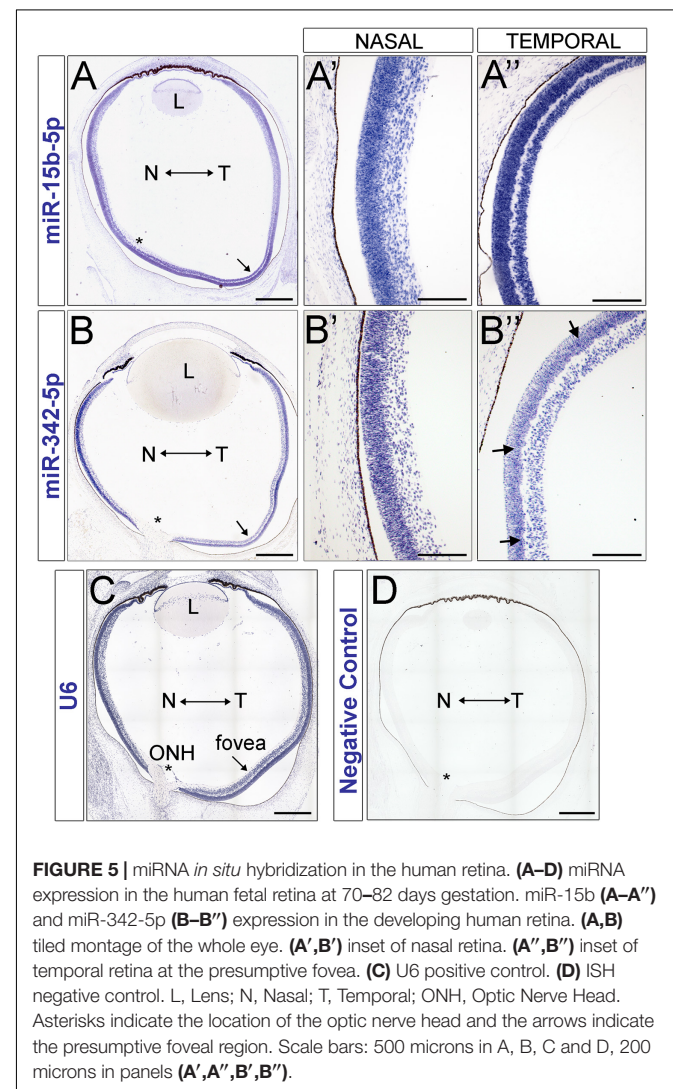 NASAL
TEMPORAL
miR-15b-5p
A
L
N
T
*
A'
A''
miR-342-5p
B
L
N
T
*
B'
B''
U6
C
L
N
T
ONH
*
fovea
Negative Control
D
N
T
*
FIGURE 5 | miRNA in situ hybridization in the human retina. (A–D) miRNA
expression in the human fetal retina at 70–82 days gestation. miR-15b (A–A″)
and miR-342-5p (B–B″) expression in the developing human retina. (A,B)
tiled montage of the whole eye. (A′,B′) inset of nasal retina. (A″,B″) inset of
temporal retina at the presumptive fovea. (C) U6 positive control. (D) ISH
negative control. L, Lens; N, Nasal; T, Temporal; ONH, Optic Nerve Head.
Asterisks indicate the location of the optic nerve head and the arrows indicate
the presumptive foveal region. Scale bars: 500 microns in A, B, C and D, 200
microns in panels (A′,A″,B′,B″).